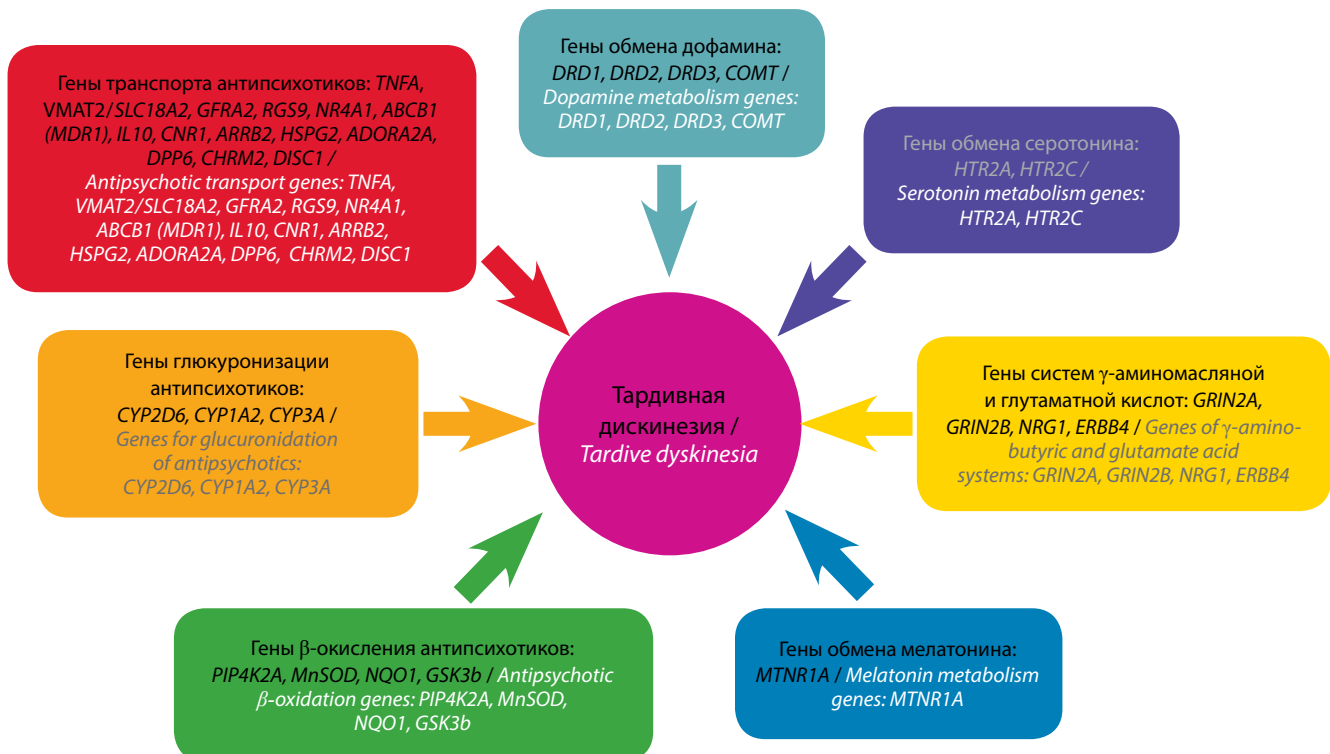 Гены транспорта антипсихотиков: TNFA,
VMAT2/SLC18A2, GFRA2, RGS9, NR4A1, ABCB1
(MDR1), IL10, CNR1, ARRB2, HSPG2, ADORA2A,
DPP6, CHRM2, DISC1 /
Antipsychotic transport genes: TNFA,
VMAT2/SLC18A2, GFRA2, RGS9, NR4A1,
ABCB1 (MDR1), IL10, CNR1, ARRB2,
HSPG2, ADORA2A, DPP6, CHRM2, DISC1
Гены обмена дофамина:
DRD1, DRD2, DRD3, COMT /
Dopamine metabolism genes:
DRD1, DRD2, DRD3, COMT
Гены обмена серотонина:
HTR2A, HTR2C /
Serotonin metabolism genes:
HTR2A, HTR2C
Гены глюкуронизации
антипсихотиков:
CYP2D6, CYP1A2, CYP3A /
Genes for glucuronidation
of antipsychotics:
CYP2D6, CYP1A2, CYP3A
Тардивная
дискинезия /
Tardive dyskinesia
Гены систем γ-аминомасляной
и глутаматной кислот: GRIN2A,
GRIN2B, NRG1, ERBB4 / Genes of γ-amino-
butyric and glutamate acid
systems: GRIN2A, GRIN2B, NRG1, ERBB4
Гены β-окисления антипсихотиков:
PIP4K2A, MnSOD, NQO1, GSK3b / Antipsychotic
β-oxidation genes: PIP4K2A, MnSOD,
NQO1, GSK3b
Гены обмена мелатонина:
MTNR1A / Melatonin metabolism
genes: MTNR1A